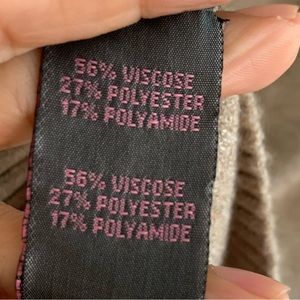 56% VISCOSE
27% POLYESTER
17% POLYAMIDE
56% VISCOSE
27% POLYESTER
17% POLYAMIDE